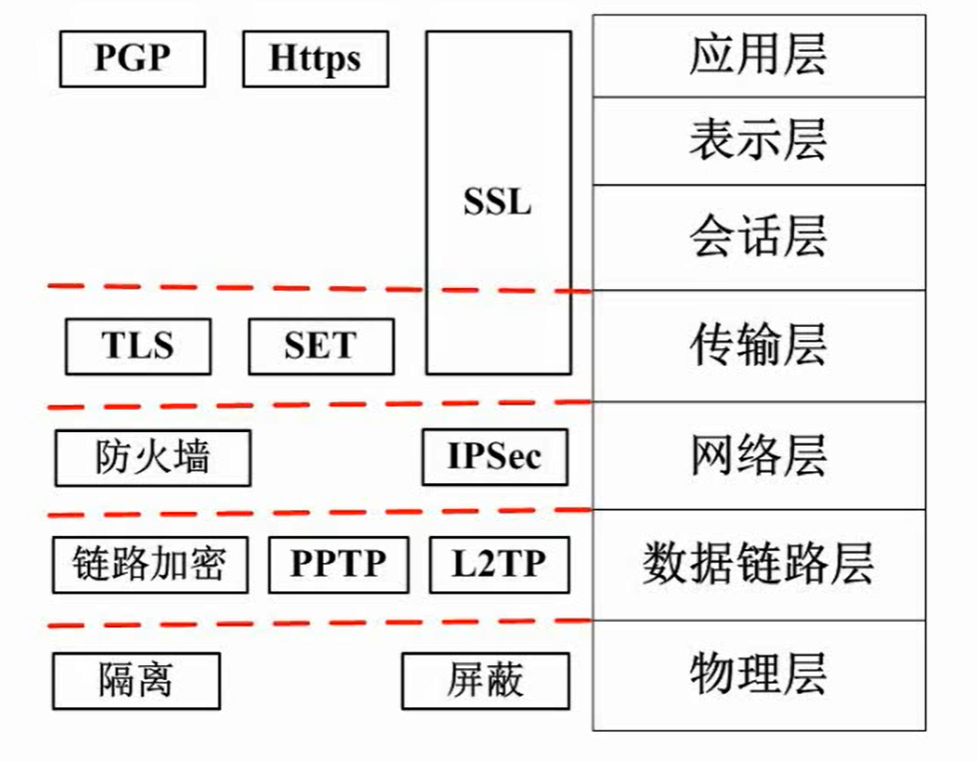 PGP Https 应用层
表示层
SSL
会话层
TLS SET 传输层
防火墙 IPSec 网络层
链路加密 PPTP L2TP 数据链路层
隔离 屏蔽 物理层